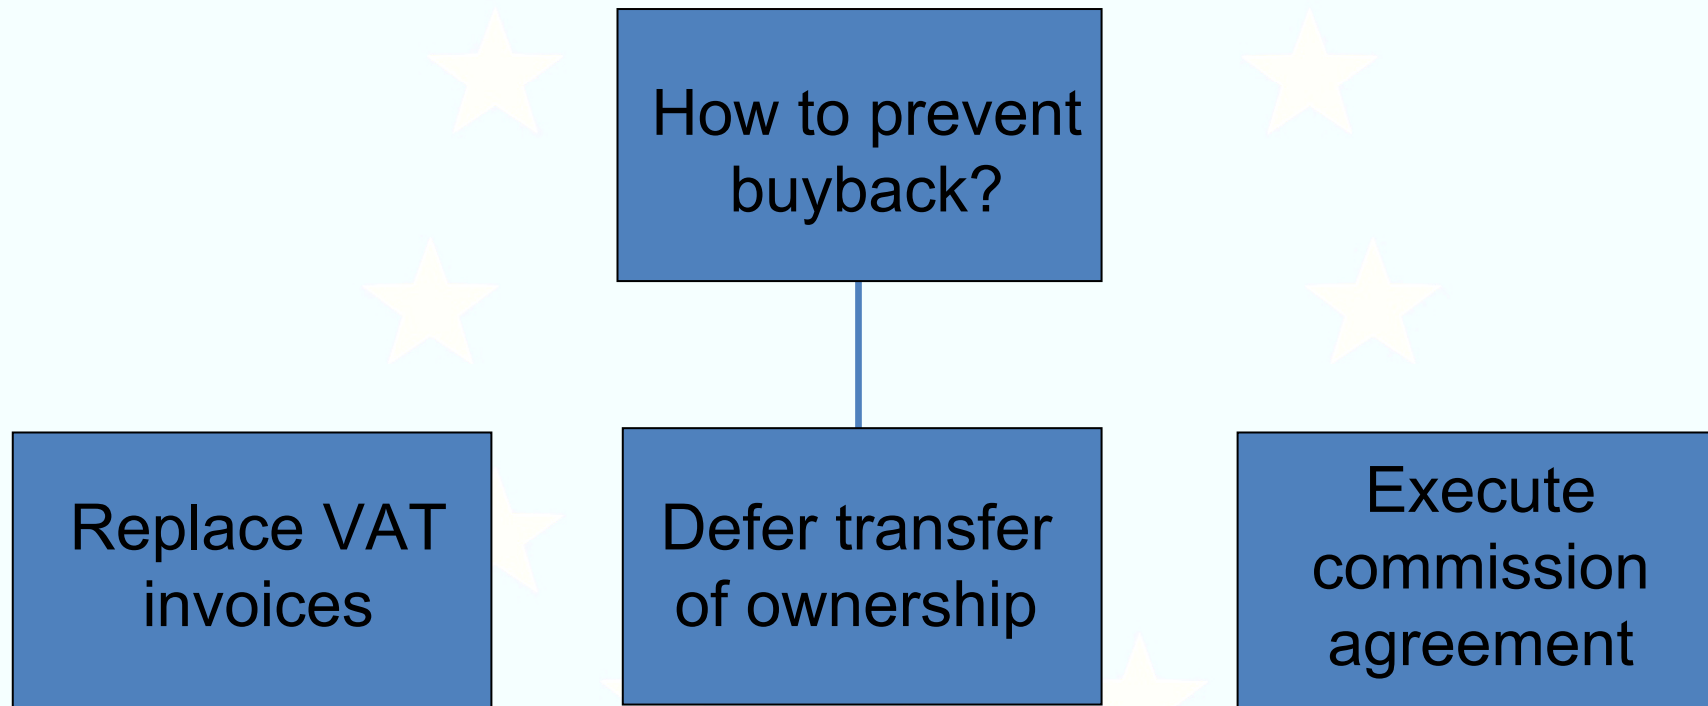 How to prevent
buyback?
Replace VAT
invoices
Defer transfer
of ownership
Execute
commission
agreement